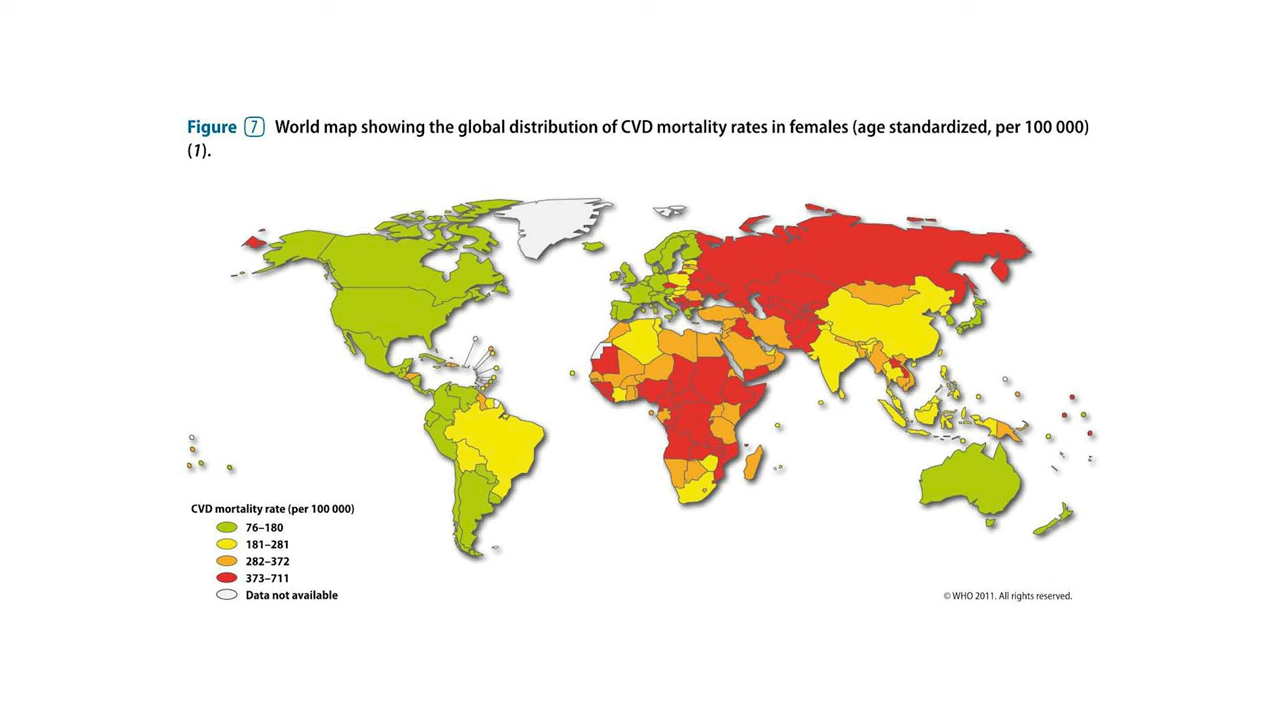 Figure 7 World map showing the global distribution of CVD mortality rates in females (age standardized, per 100 000)
(1).
CVD mortality rate (per 100 000)
76–180
181–281
282–372
373–711
Data not available
© WHO 2011. All rights reserved.